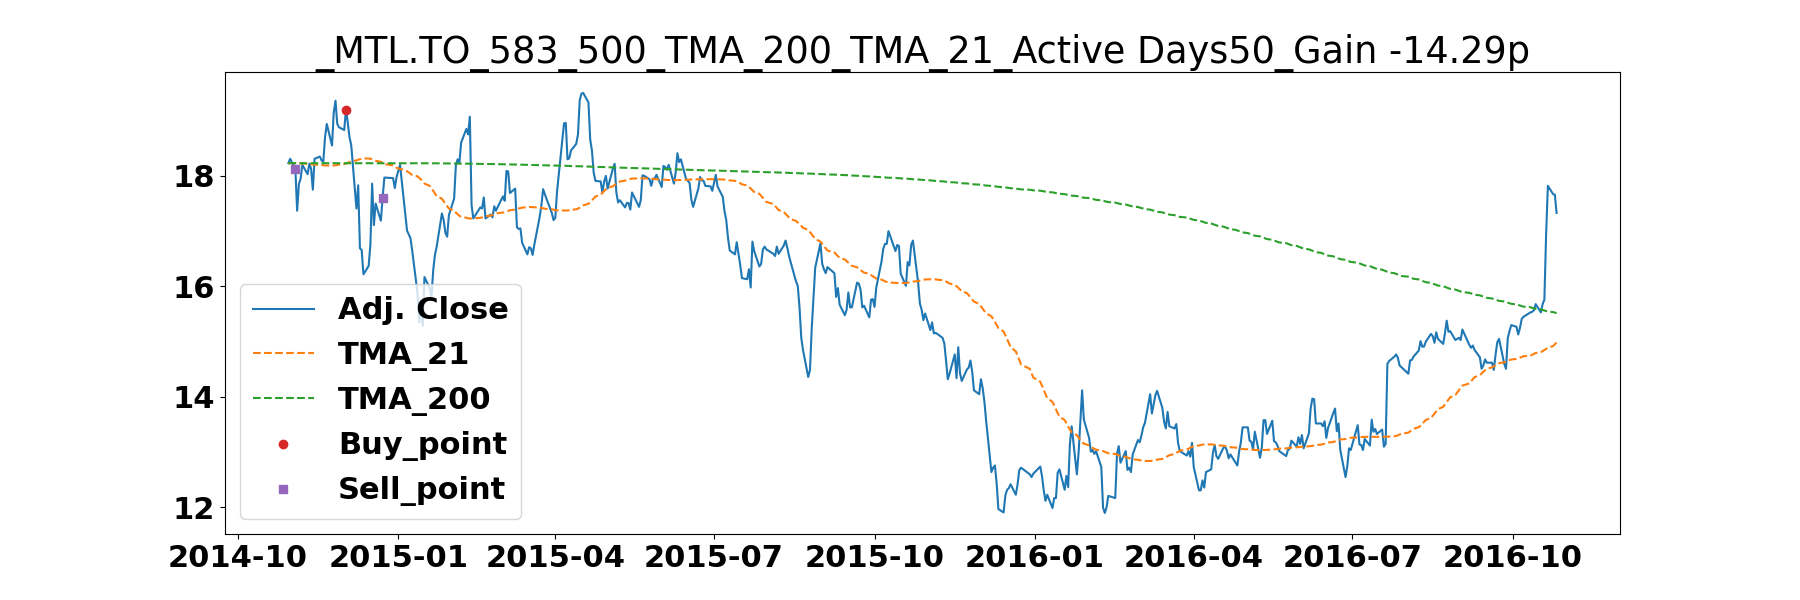 _MTL.TO_583_500_TMA_200_TMA_21_Active Days50_Gain -14.29p
18
16
14
12
Adj. Close
TMA_21
TMA_200
Buy_point
Sell_point
2014-10 2015-01 2015-04 2015-07 2015-10 2016-01 2016-04 2016-07 2016-10